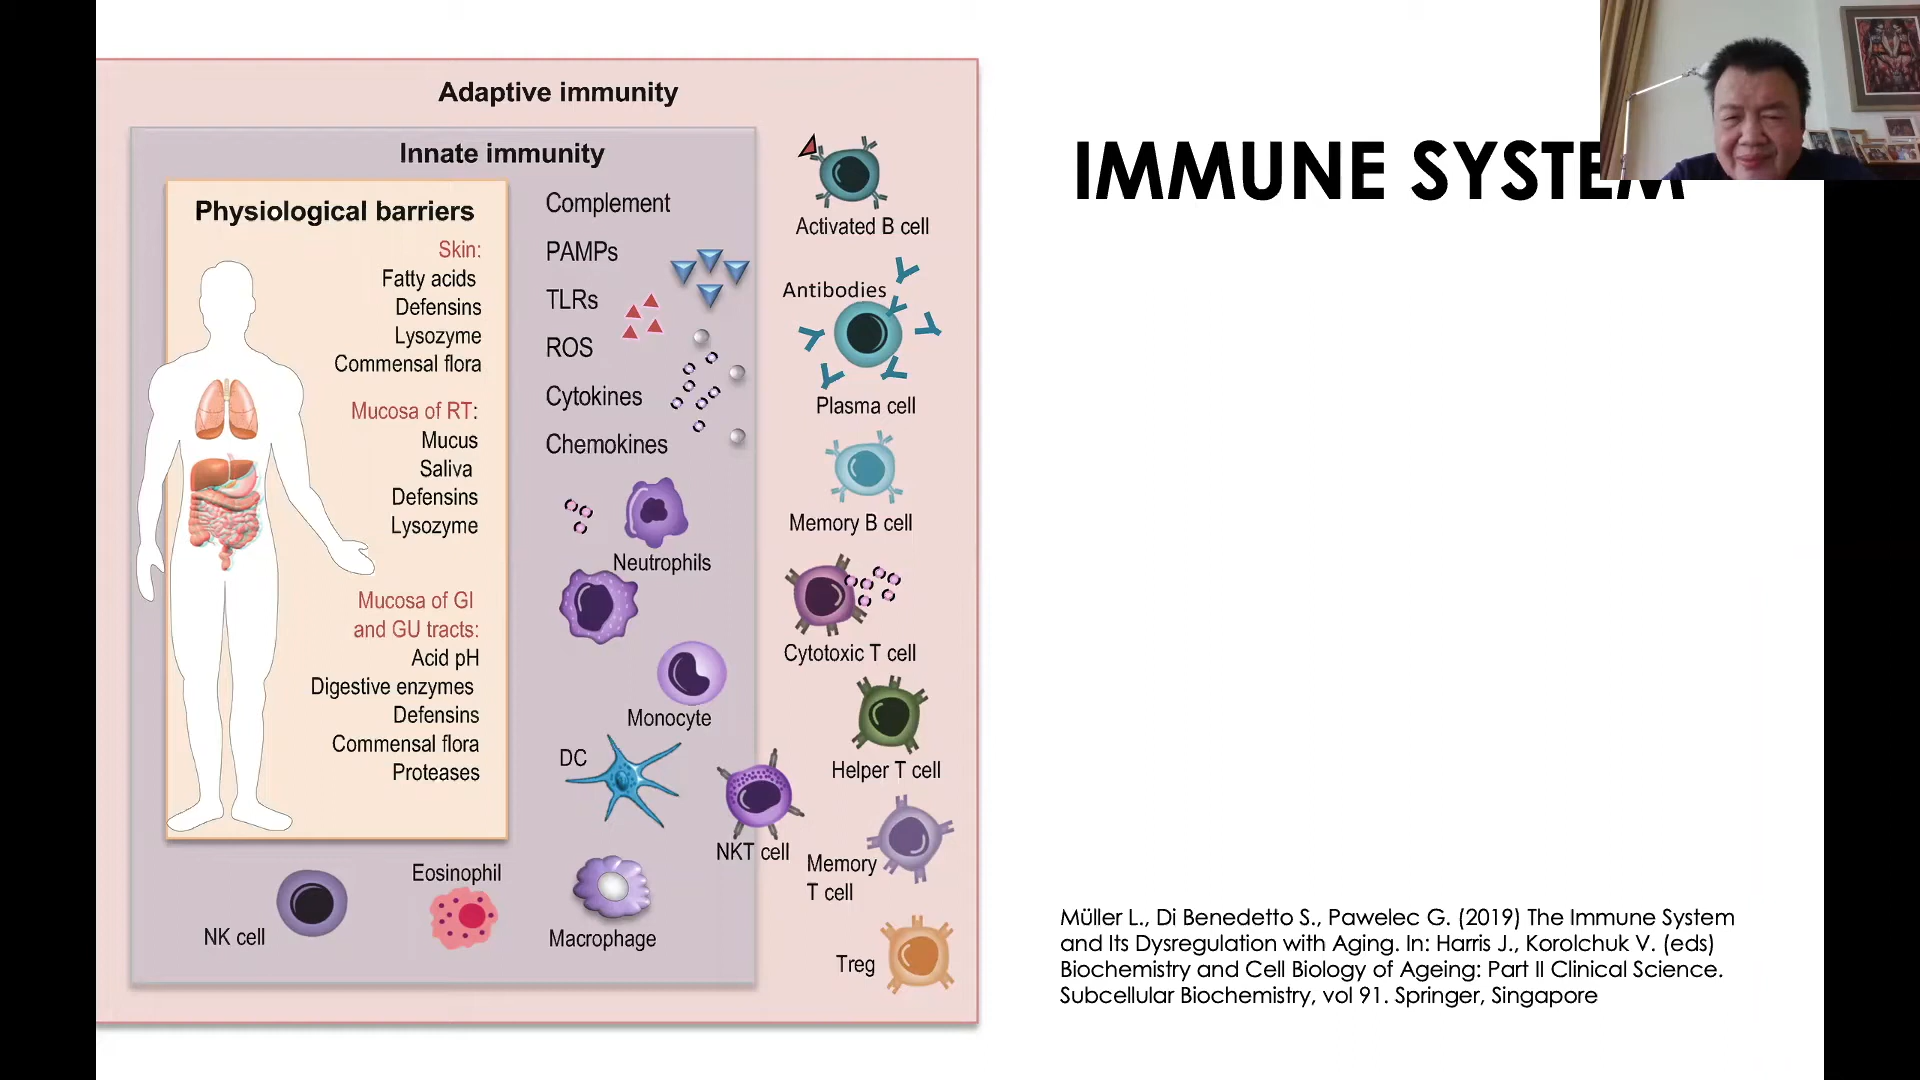 Adaptive immunity
Innate immunity
Physiological barriers
Skin:
Fatty acids
Defensins
Lysozyme
Commensal flora
Mucosa of RT:
Mucus
Saliva
Defensins
Lysozyme
Mucosa of GI
and GU tracts:
Acid pH
Digestive enzymes
Defensins
Commensal flora
Proteases
Complement
PAMPs
TLRs
ROS
Cytokines
Chemokines
Neutrophils
Monocyte
DC
NKT cell
NK cell
Eosinophil
Macrophage
Activated B cell
Antibodies
Plasma cell
Memory B cell
Cytotoxic T cell
Helper T cell
Memory
T cell
Treg
IMMUNE SYSTEM
Müller L., Di Benedetto S., Pawelec G. (2019) The Immune System
and Its Dysregulation with Aging. In: Harris J., Korolchuk V. (eds)
Biochemistry and Cell Biology of Ageing: Part II Clinical Science.
Subcellular Biochemistry, vol 91. Springer, Singapore